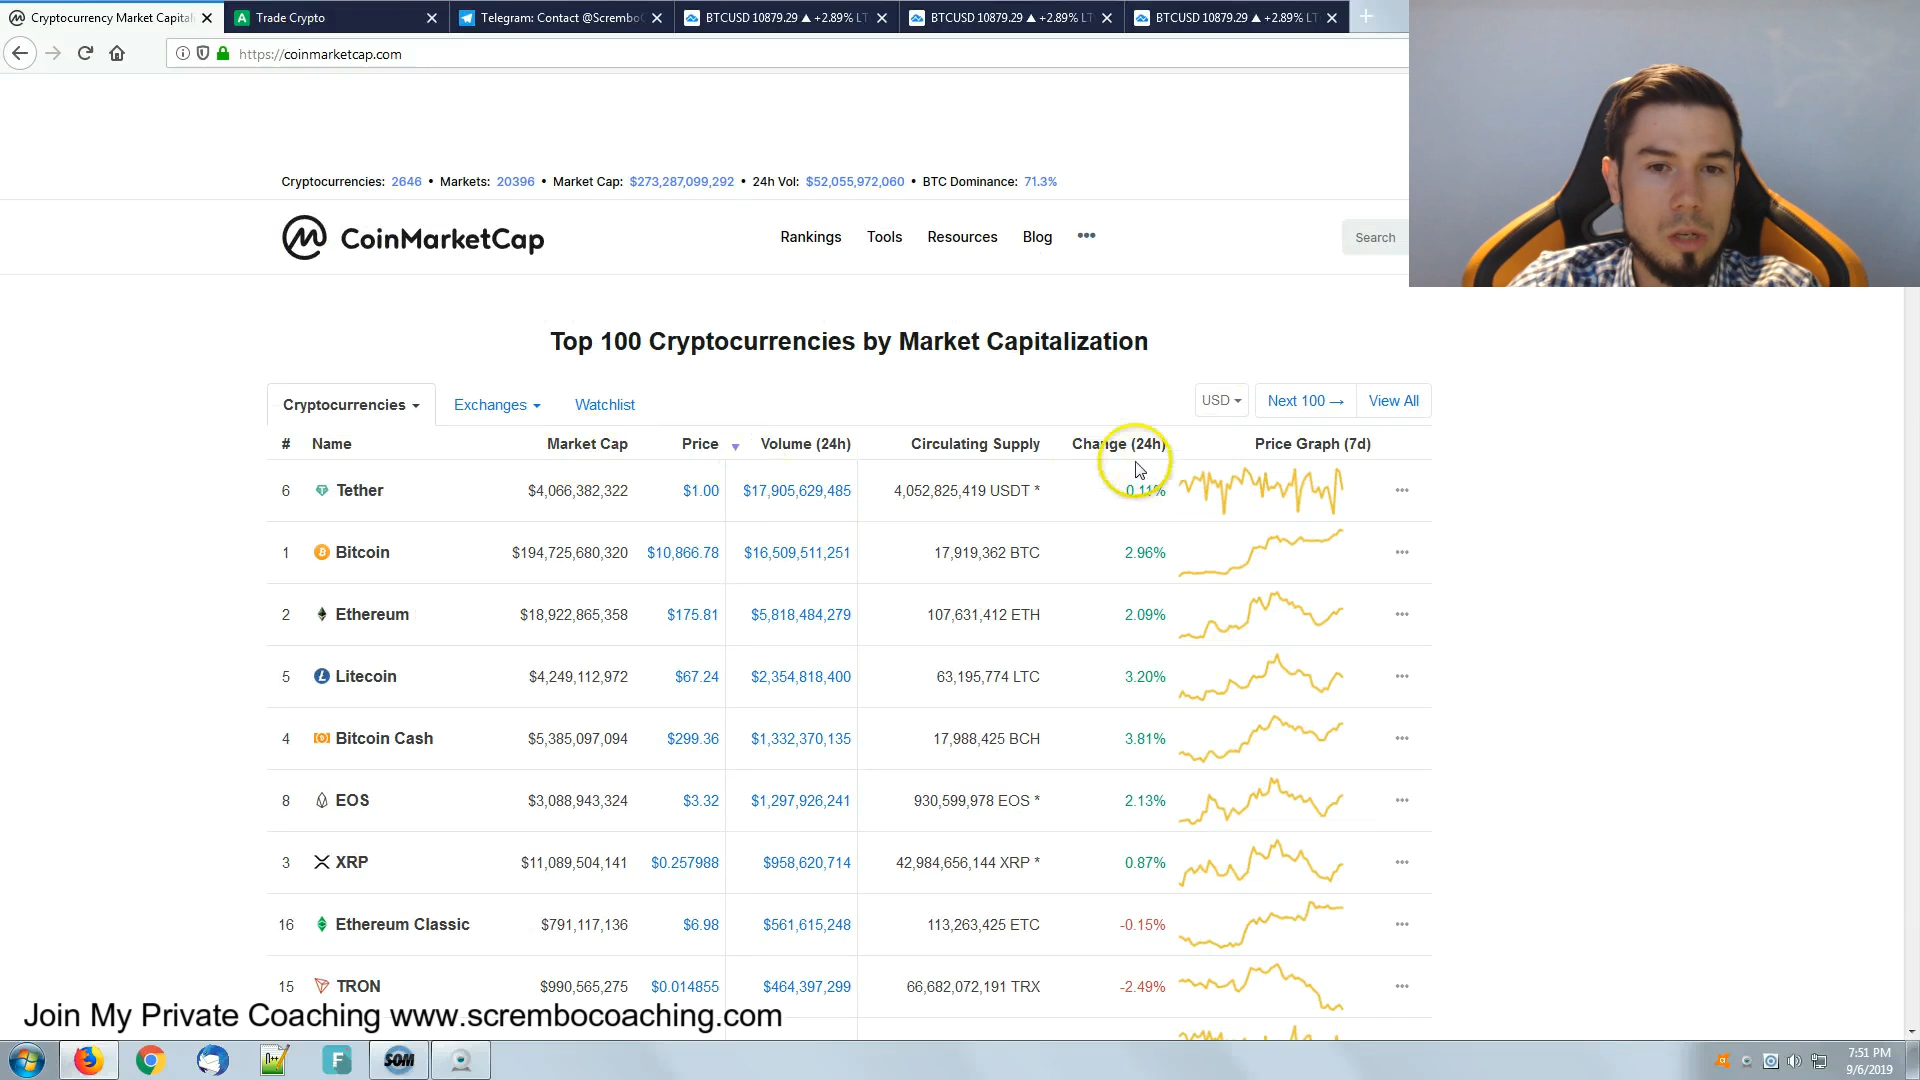 Cryptocurrency Market Capital
Trade Crypto
Telegram: Contact @Scrembo
BTCUSD 10879.29 ▲ +2.89% LT
BTCUSD 10879.29 ▲ +2.89% LT
BTCUSD 10879.29 ▲ +2.89% LT
https://coinmarketcap.com
Cryptocurrencies: 2646 • Markets: 20396 • Market Cap: $273,287,099,292 • 24h Vol: $52,055,972,060 • BTC Dominance: 71.3%
CoinMarketCap
Rankings Tools Resources Blog •••
Search
Top 100 Cryptocurrencies by Market Capitalization
Cryptocurrencies Exchanges Watchlist USD Next 100 → View All
# Name Market Cap Price Volume (24h) Circulating Supply Change (24h) Price Graph (7d)
6 Tether $4,066,382,322 $1.00 $17,905,629,485 4,052,825,419 USDT * 0.11%
1 Bitcoin $194,725,680,320 $10,866.78 $16,509,511,251 17,919,362 BTC 2.96%
2 Ethereum $18,922,865,358 $175.81 $5,818,484,279 107,631,412 ETH 2.09%
5 Litecoin $4,249,112,972 $67.24 $2,354,818,400 63,195,774 LTC 3.20%
4 Bitcoin Cash $5,385,097,094 $299.36 $1,332,370,135 17,988,425 BCH 3.81%
8 EOS $3,088,943,324 $3.32 $1,297,926,241 930,599,978 EOS * 2.13%
3 XRP $11,089,504,141 $0.257988 $958,620,714 42,984,656,144 XRP * 0.87%
16 Ethereum Classic $791,117,136 $6.98 $561,615,248 113,263,425 ETC -0.15%
15 TRON $990,565,275 $0.014855 $464,397,299 66,682,072,191 TRX -2.49%
Join My Private Coaching www.scrembocoaching.com
F
SOM
7:51 PM
9/6/2019